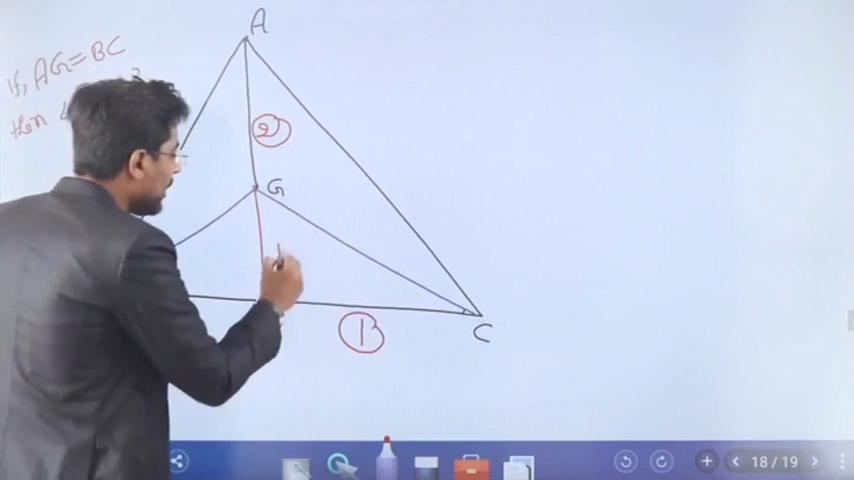 A
If, AG=BC
2
then
G
1
C
18/19